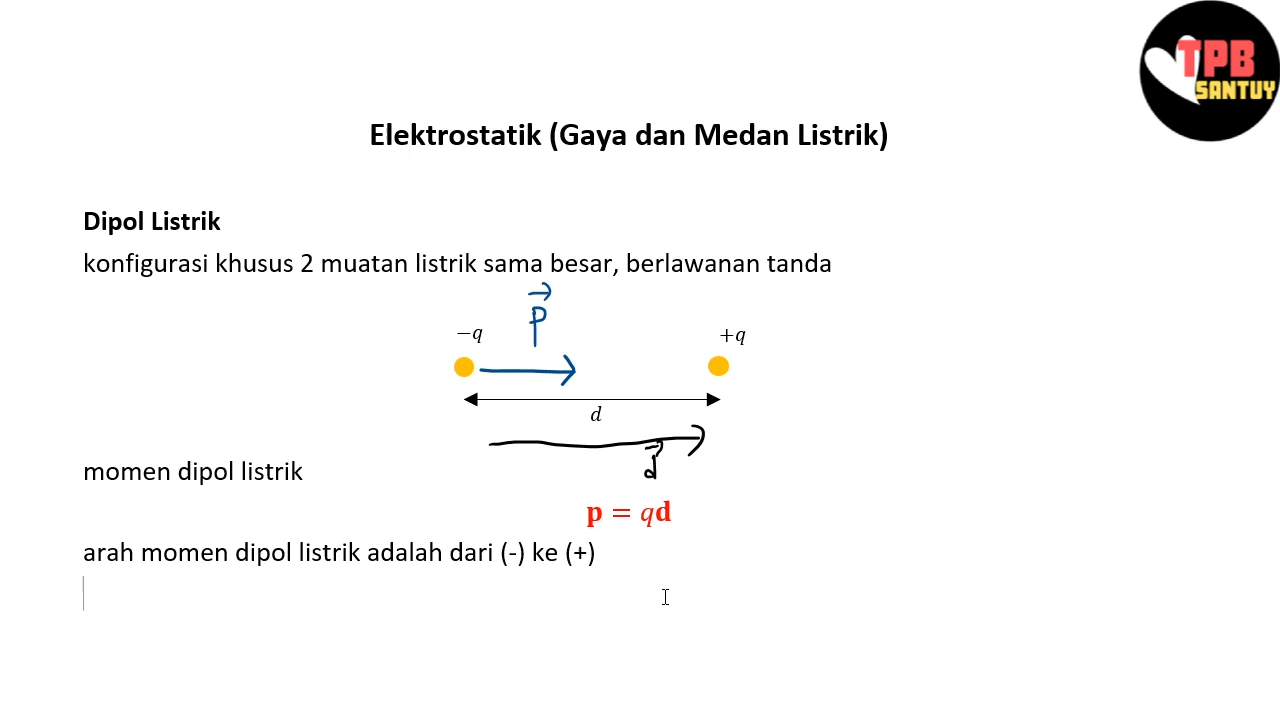 TPB
SANTUY
Elektrostatik (Gaya dan Medan Listrik)
Dipol Listrik
konfigurasi khusus 2 muatan listrik sama besar, berlawanan tanda
P
−q
+q
d
d
momen dipol listrik
p = qd
arah momen dipol listrik adalah dari (-) ke (+)